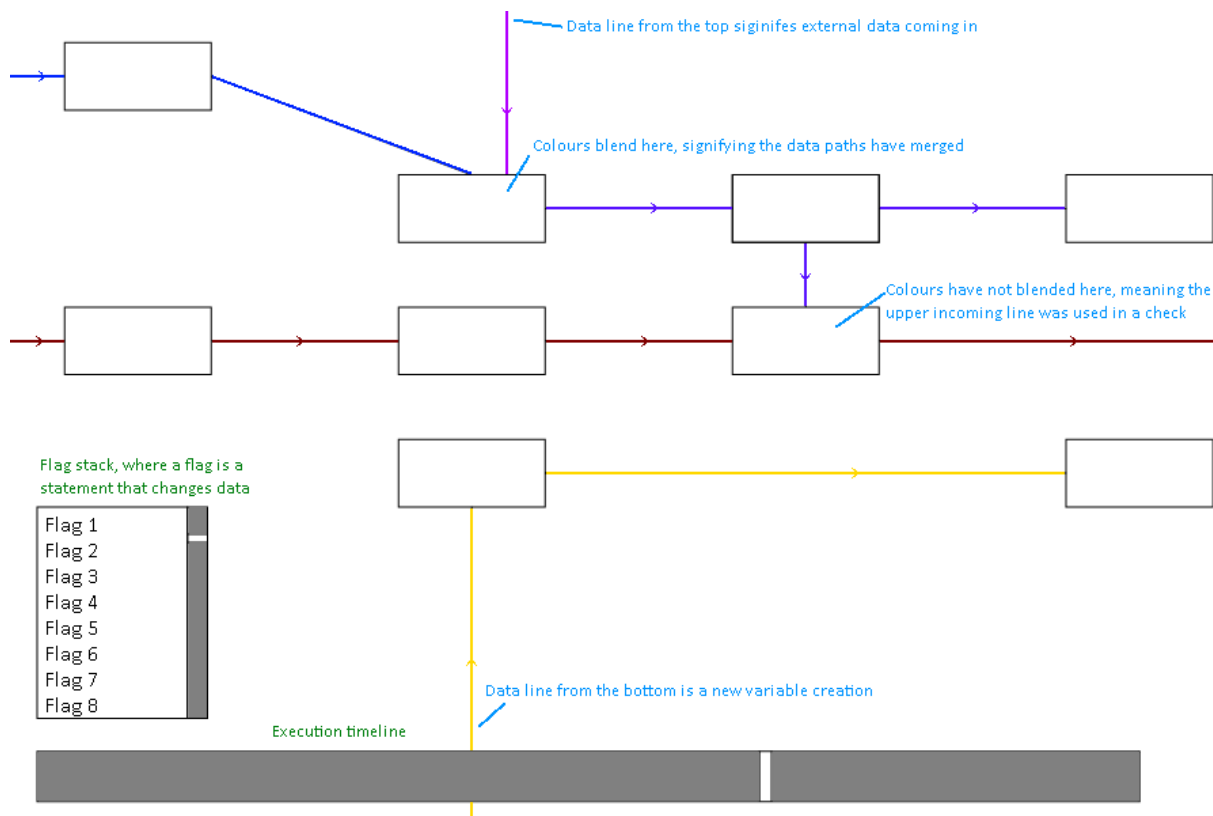 Data line from the top siginifes external data coming in
Colours blend here, signifying the data paths have merged
Colours have not blended here, meaning the
upper incoming line was used in a check
Flag stack, where a flag is a
statement that changes data
Flag 1
Flag 2
Flag 3
Flag 4
Flag 5
Flag 6
Flag 7
Flag 8
Data line from the bottom is a new variable creation
Execution timeline